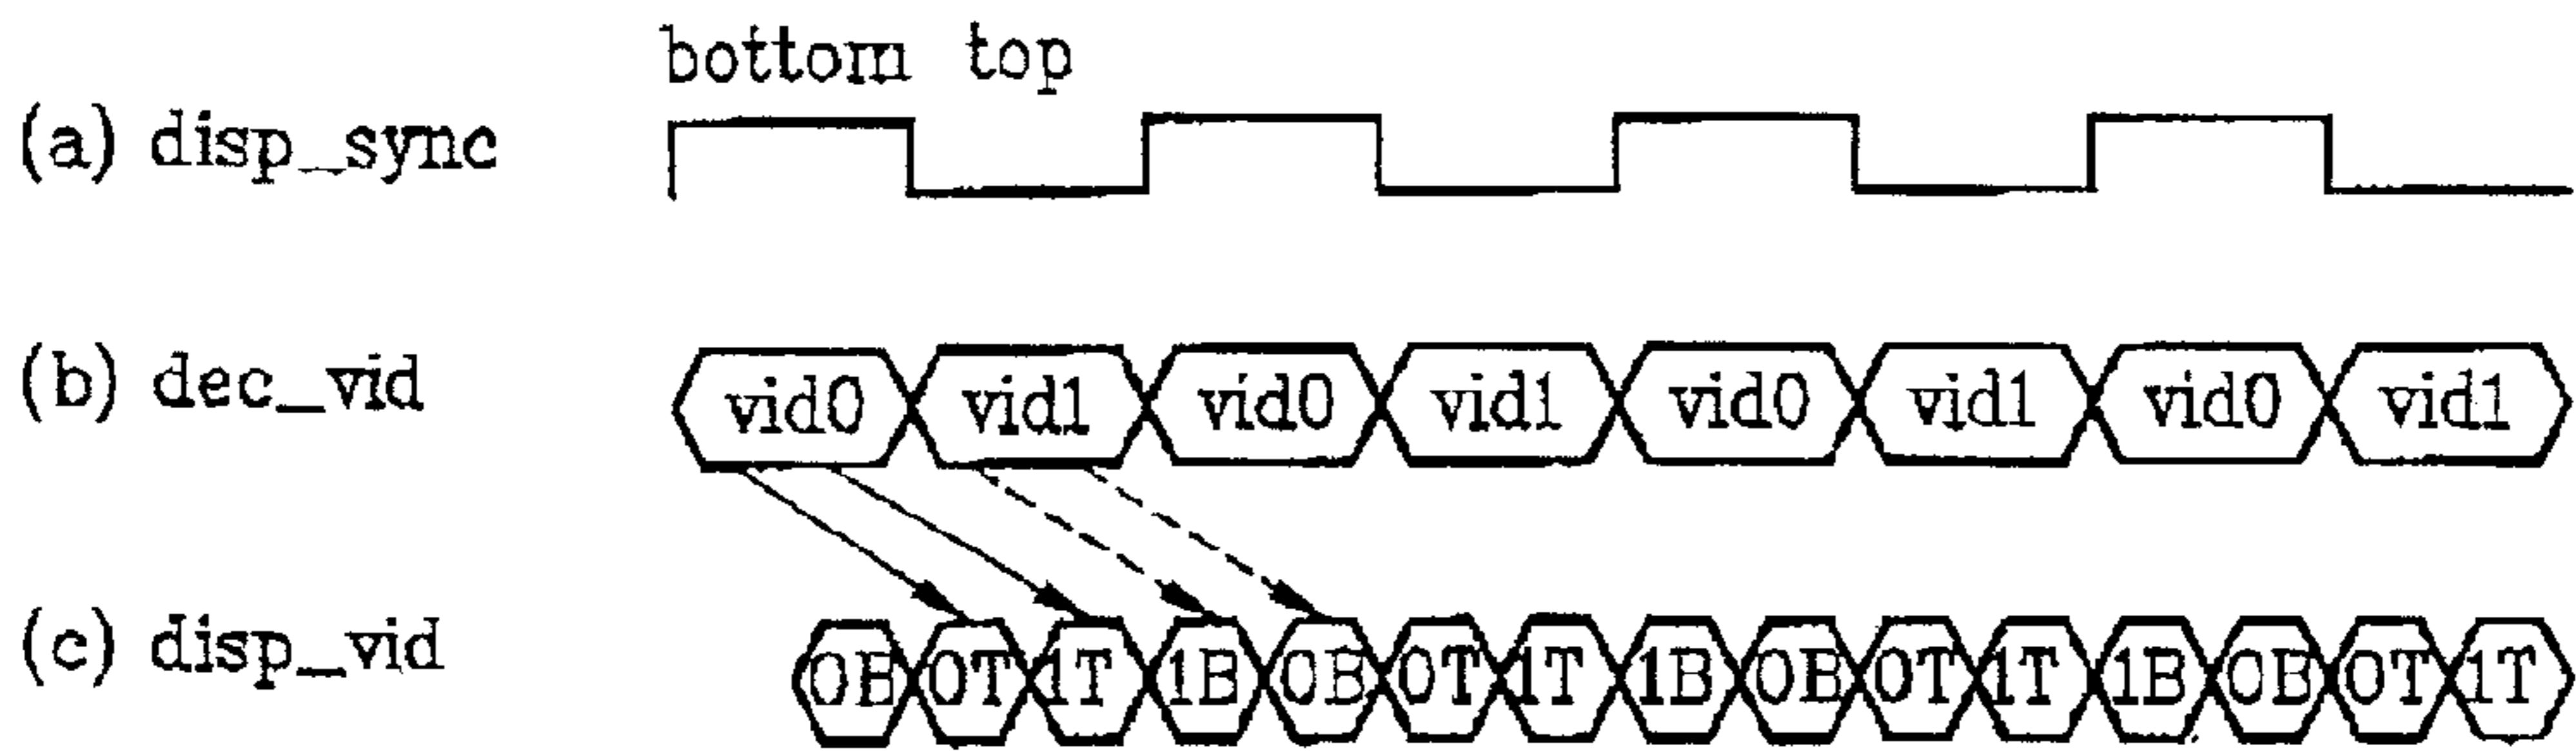 bottom top
(a) disp_sync
(b) dec_vid vid0 vid1 vid0 vid1 vid0 vid1 vid0 vid1
(c) disp_vid 0B 0T 1T 1B 0B 0T 1T 1B 0B 0T 1T 1B 0B 0T 1T